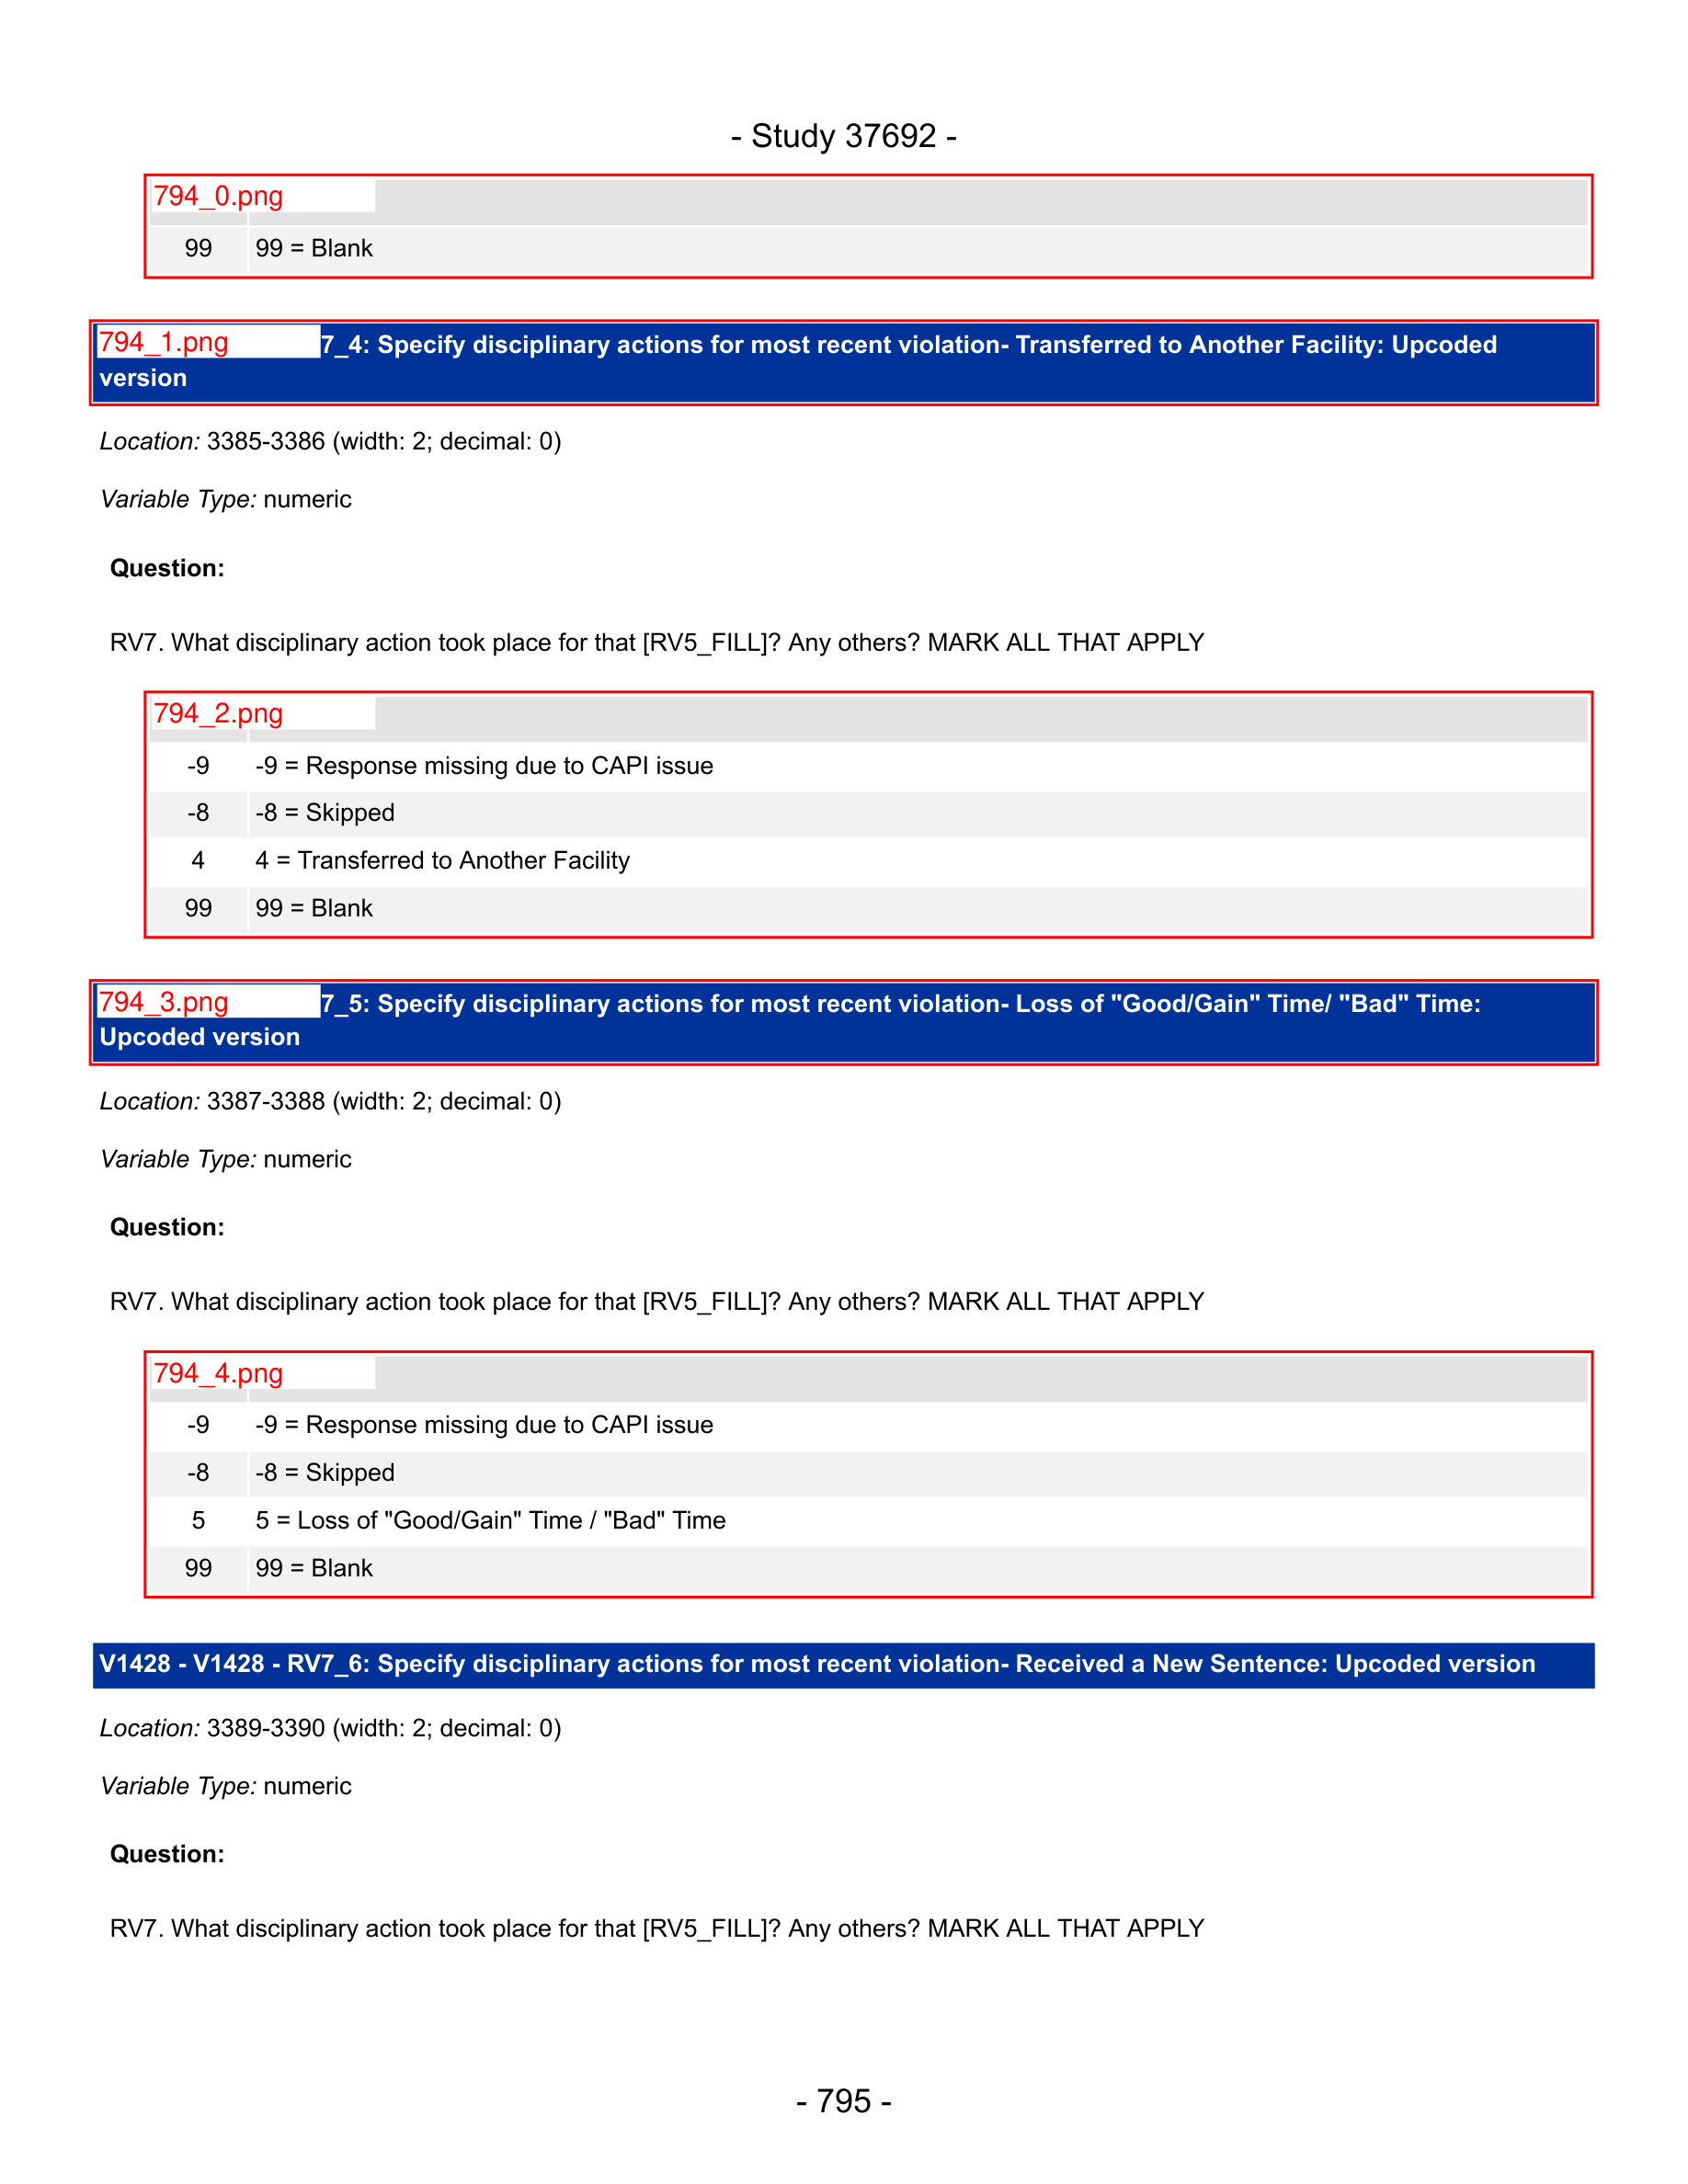 - Study 37692 -
794_0.png
99 99 = Blank
794_1.png 7_4: Specify disciplinary actions for most recent violation- Transferred to Another Facility: Upcoded
version
Location: 3385-3386 (width: 2; decimal: 0)
Variable Type: numeric
Question:
RV7. What disciplinary action took place for that [RV5_FILL]? Any others? MARK ALL THAT APPLY
794_2.png
-9 -9 = Response missing due to CAPI issue
-8 -8 = Skipped
4 4 = Transferred to Another Facility
99 99 = Blank
794_3.png 7_5: Specify disciplinary actions for most recent violation- Loss of "Good/Gain" Time/ "Bad" Time:
Upcoded version
Location: 3387-3388 (width: 2; decimal: 0)
Variable Type: numeric
Question:
RV7. What disciplinary action took place for that [RV5_FILL]? Any others? MARK ALL THAT APPLY
794_4.png
-9 -9 = Response missing due to CAPI issue
-8 -8 = Skipped
5 5 = Loss of "Good/Gain" Time / "Bad" Time
99 99 = Blank
V1428 - V1428 - RV7_6: Specify disciplinary actions for most recent violation- Received a New Sentence: Upcoded version
Location: 3389-3390 (width: 2; decimal: 0)
Variable Type: numeric
Question:
RV7. What disciplinary action took place for that [RV5_FILL]? Any others? MARK ALL THAT APPLY
- 795 -